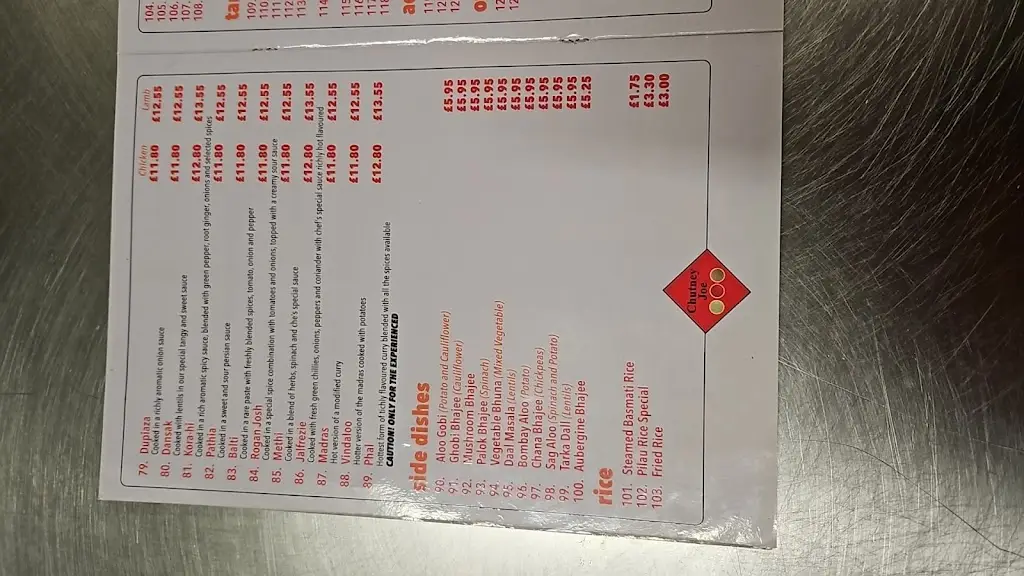 104.
105.
106.
107.
108.
Chicken Lamb
79. Dupiaza £11.80 £12.55
Cooked in a richly aromatic onion sauce
80. Dansak £11.80 £12.55
Cooked with lentils in our special tangy and sweet sauce
81. Kora-hi £12.80 £13.55
Cooked in a rich aromatic spicy sauce, blended with green pepper, root ginger, onions and selected spices
82. Pathia £11.80 £12.55
Cooked in a sweet and sour persian sauce
83. Balti £11.80 £12.55
Cooked in a rare paste with freshly blended spices, tomato, onion and pepper
84. Rogan Josh £11.80 £12.55
Cooked in a special spice combination with tomatoes and onions, topped with a creamy sour sauce
85. Methi £11.80 £12.55
Cooked in a blend of herbs, spinach and che's special sauce
86. Jalfrezie £12.80 £13.55
Cooked with fresh green chillies, onions, peppers and coriander with chef's special sauce richly hot flavoured
87. Madras £11.80 £12.55
Hot version of a modified curry
88. Vindaloo £11.80 £12.55
Hotter version of the madras cooked with potatoes
89. Phal £12.80 £13.55
Hottest form of richly flavoured curry blended with all the spices available
CAUTION! ONLY FOR THE EXPERIENCED
side dishes
90. Aloo Gobi (Potato and Cauliflower) £5.95
91. Ghobi Bhajee (Cauliflower) £5.95
92. Mushroom Bhajee £5.95
93. Palok Dhajee (Spinach) £5.95
94. Vegetable Bhuna (Mixed Vegetable) £5.95
95. Daal Masala (Lentils) £5.95
96. Bombay Aloo (Potato) £5.95
97. Chana Bhajee (Chickpeas) £5.95
98. Sag Aloo (Spinach and Potato) £5.95
99. Tarka Dall (Lentils) £5.95
100. Aubergine Bhajee £5.25
rice
101. Steamed Basmati Rice £1.75
102. Pilau Rice Special £3.30
103. Fried Rice £3.00
Chutney
Joe